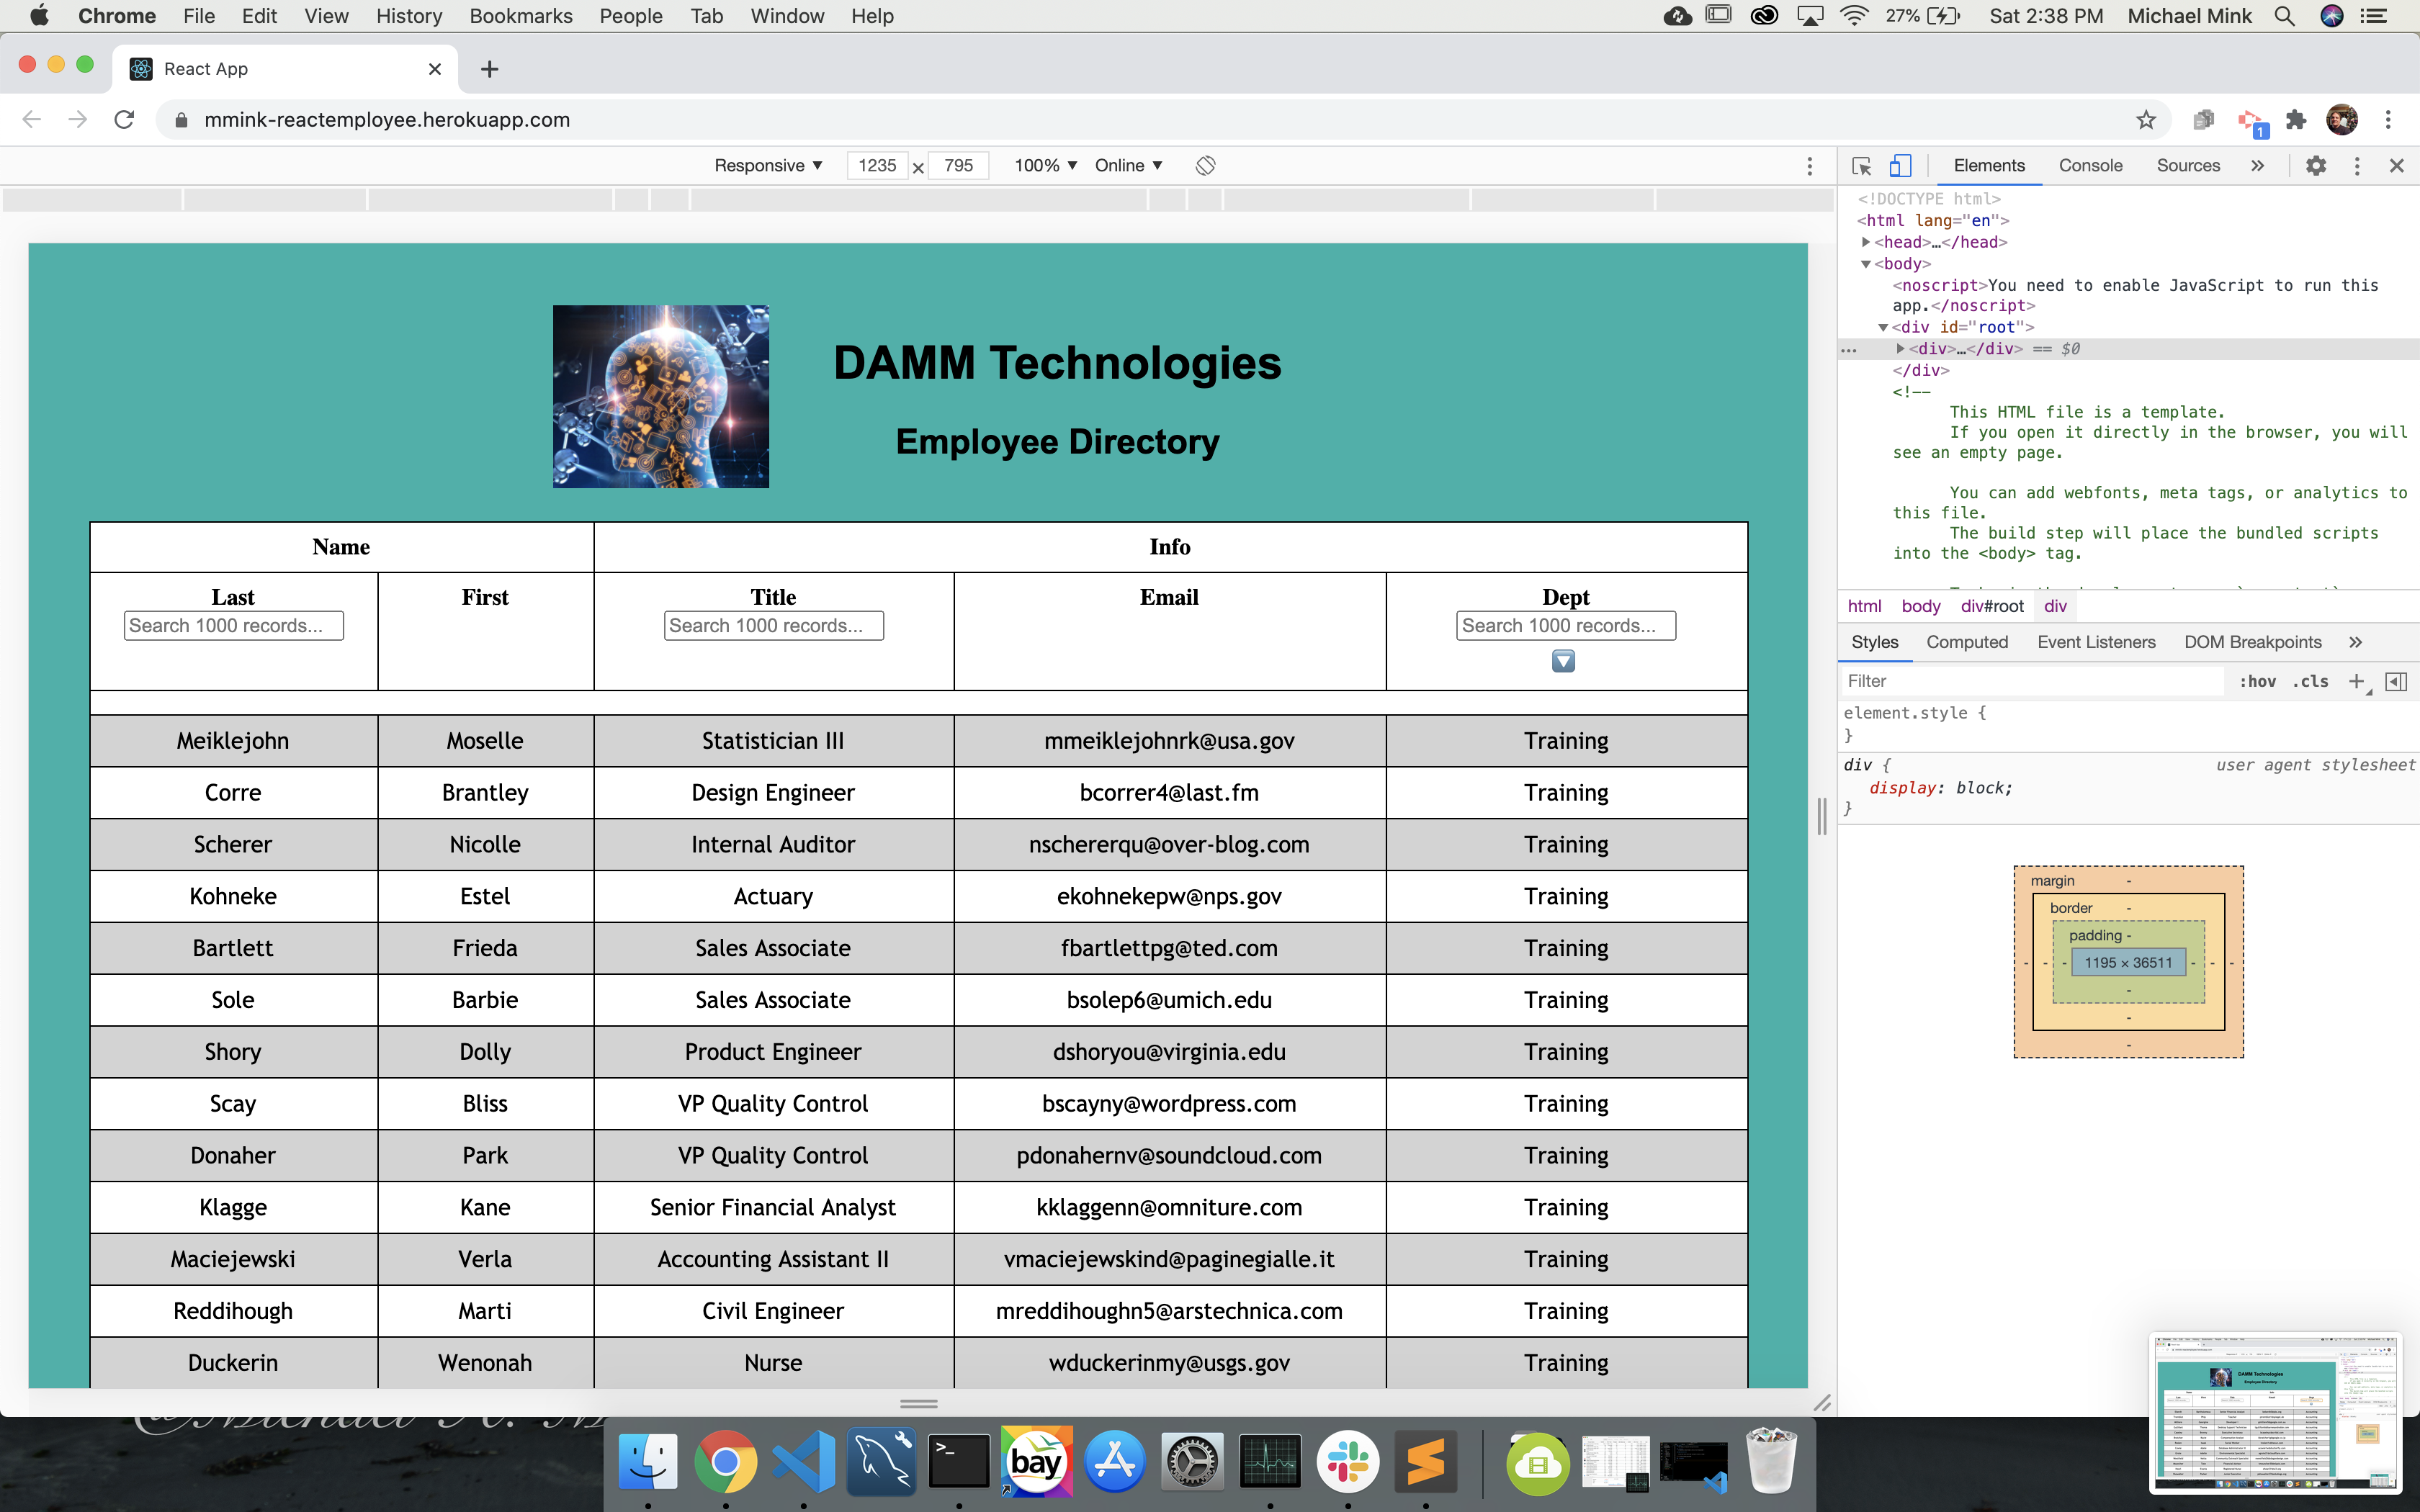 Chrome File Edit View History Bookmarks People Tab Window Help 27% Sat 2:38 PM Michael Mink
React App
mmink-reactemployee.herokuapp.com 1
Responsive ▼ 1235 × 795 100% ▼ Online ▼
Elements Console Sources »
DAMM Technologies
Employee Directory
Name Info
Last First Title Email Dept
Search 1000 records... Search 1000 records... Search 1000 records...
Meiklejohn Moselle Statistician III mmeiklejohnrk@usa.gov Training
Corre Brantley Design Engineer bcorrer4@last.fm Training
Scherer Nicolle Internal Auditor nschererqu@over-blog.com Training
Kohneke Estel Actuary ekohnekepw@nps.gov Training
Bartlett Frieda Sales Associate fbartlettpg@ted.com Training
Sole Barbie Sales Associate bsolep6@umich.edu Training
Shory Dolly Product Engineer dshoryou@virginia.edu Training
Scay Bliss VP Quality Control bscayny@wordpress.com Training
Donaher Park VP Quality Control pdonahernv@soundcloud.com Training
Klagge Kane Senior Financial Analyst kklaggenn@omniture.com Training
Maciejewski Verla Accounting Assistant II vmaciejewskind@paginegialle.it Training
Reddihough Marti Civil Engineer mreddihoughn5@arstechnica.com Training
Duckerin Wenonah Nurse wduckerinmy@usgs.gov Training
<!DOCTYPE html>
<html lang="en">
<head>…</head>
<body>
<noscript>You need to enable JavaScript to run this
app.</noscript>
<div id="root">
<div>…</div> == $0
</div>
<!--
This HTML file is a template.
If you open it directly in the browser, you will
see an empty page.
You can add webfonts, meta tags, or analytics to
this file.
The build step will place the bundled scripts
into the <body> tag.
html body div#root div
Styles Computed Event Listeners DOM Breakpoints »
Filter :hov .cls +
element.style {
}
div { user agent stylesheet
display: block;
}
margin -
border -
padding -
- - - 1195 × 36511 - - -
-
-
-
bay